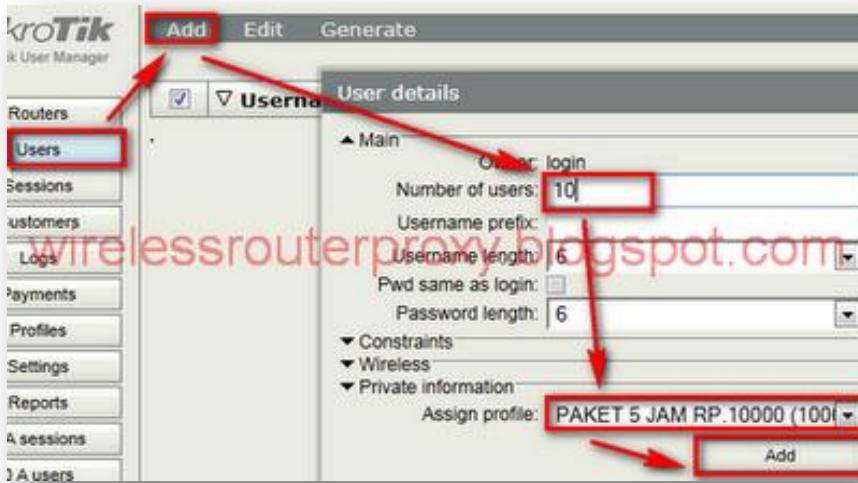 kroTik
ik User Manager
Add Edit Generate
Userna
User details
Routers
Users
Sessions
ustomers
Logs
Payments
Profiles
Settings
Reports
A sessions
A users
Main
Owner: login
Number of users: 10
Username prefix:
Username length: 6
Pwd same as login:
Password length: 6
Constraints
Wireless
Private information
Assign profile: PAKET 5 JAM RP.10000 (100
Add
wirelessrouterproxy.blogspot.com